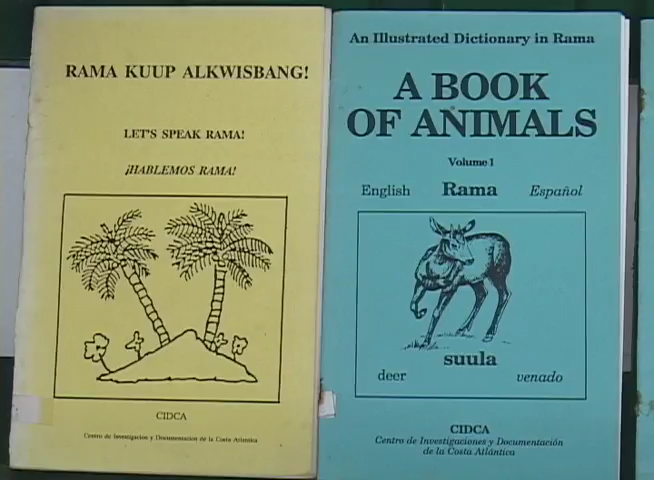 RAMA KUUP ALKWISBANG!
LET'S SPEAK RAMA!
¡HABLEMOS RAMA!
CIDCA
Centro de Investigacion y Documentacion de la Costa Atlantica
An Illustrated Dictionary in Rama
A BOOK
OF ANIMALS
Volume 1
English Rama Español
suula
deer venado
CIDCA
Centro de Investigaciones y Documentación
de la Costa Atlántica